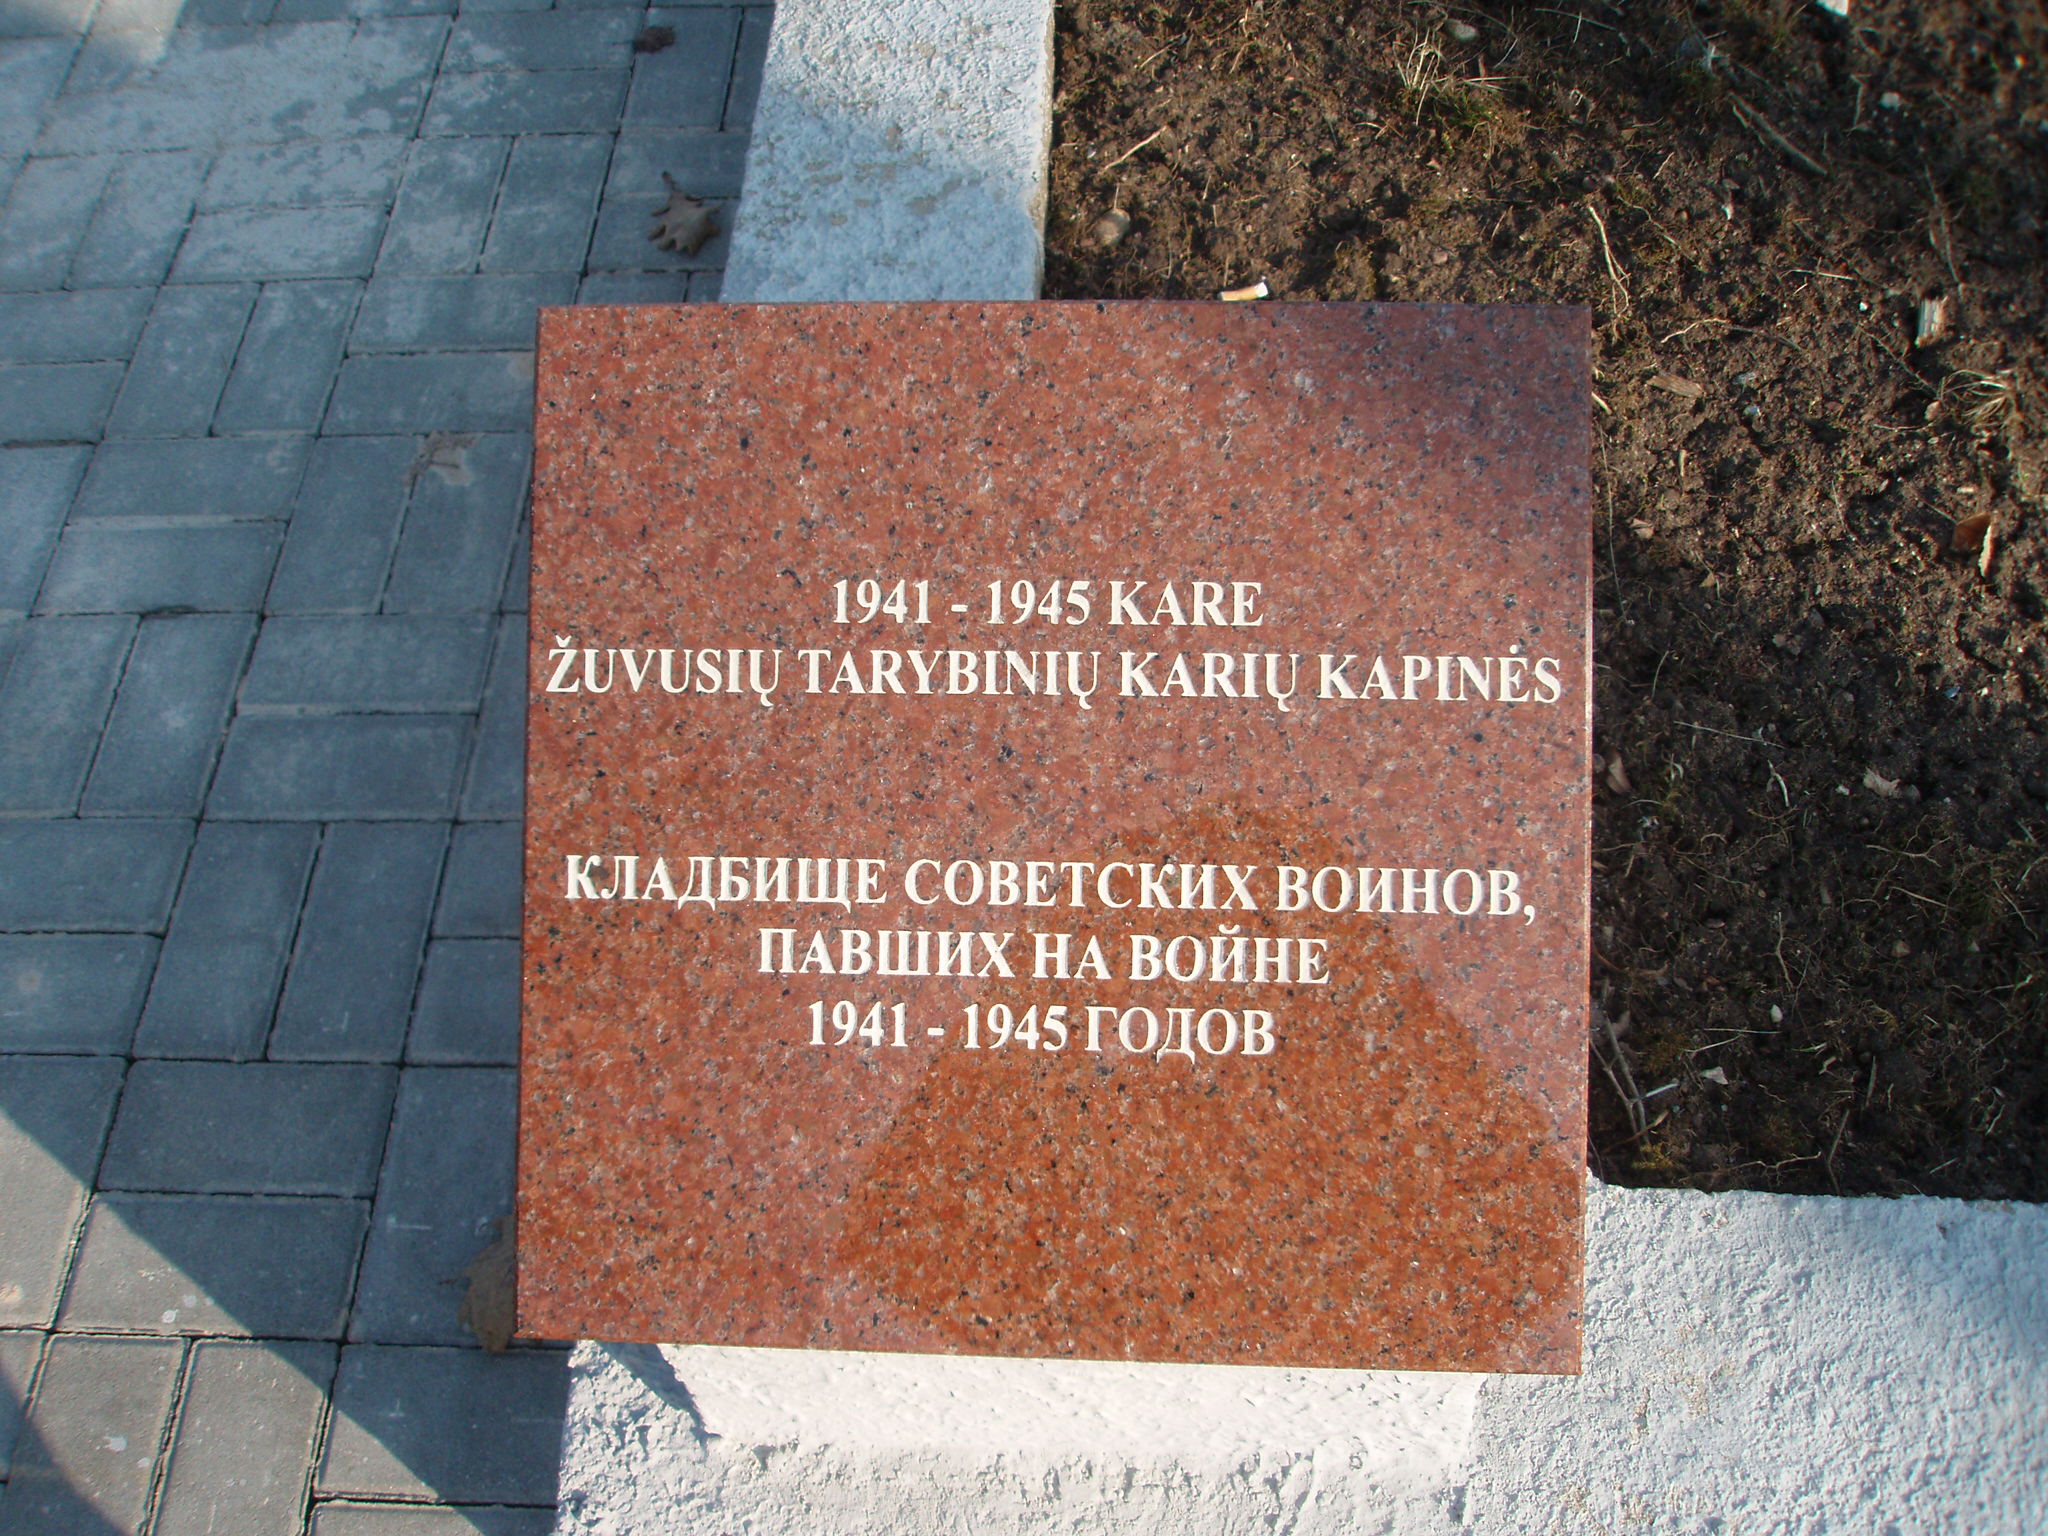 1941 - 1945 KARE
ŽUVUSIŲ TARYBINIŲ KARIŲ KAPINĖS
КЛАДБИЩЕ СОВЕТСКИХ ВОИНОВ,
ПАВШИХ НА ВОЙНЕ
1941 - 1945 ГОДОВ